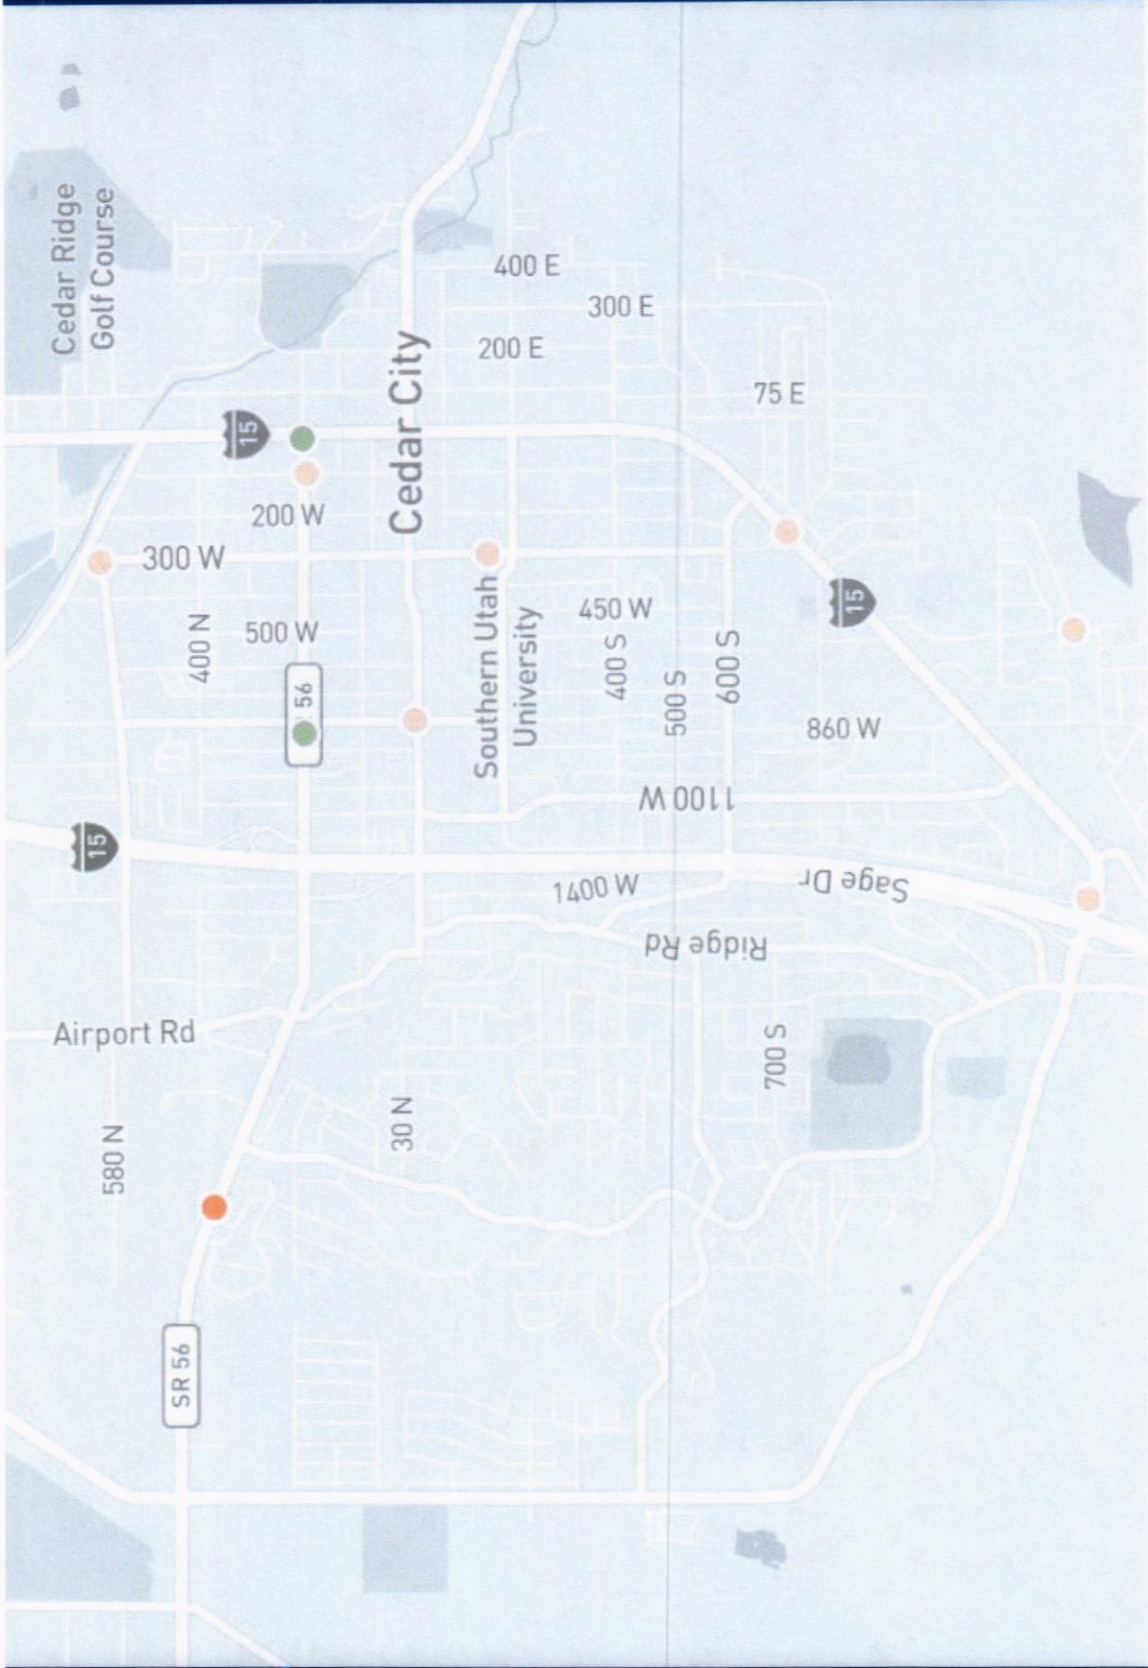 Cedar Ridge
Golf Course
400 E
300 E
200 E
75 E
15
Cedar City
200 W
300 W
400 N
500 W
56
Southern Utah
University
450 W
400 S
500 S
600 S
15
860 W
1100 W
15
1400 W
Sage Dr
Ridge Rd
Airport Rd
700 S
30 N
580 N
SR 56